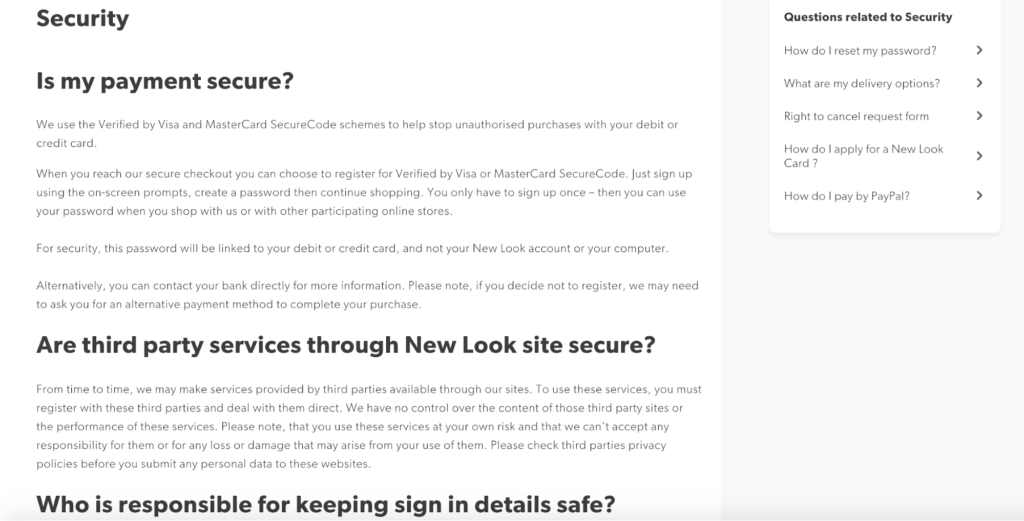 Security
Is my payment secure?
We use the Verified by Visa and MasterCard SecureCode schemes to help stop unauthorised purchases with your debit or
credit card.
When you reach our secure checkout you can choose to register for Verified by Visa or MasterCard SecureCode. Just sign up
using the on-screen prompts, create a password then continue shopping. You only have to sign up once – then you can use
your password when you shop with us or with other participating online stores.
For security, this password will be linked to your debit or credit card, and not your New Look account or your computer.
Alternatively, you can contact your bank directly for more information. Please note, if you decide not to register, we may need
to ask you for an alternative payment method to complete your purchase.
Are third party services through New Look site secure?
From time to time, we may make services provided by third parties available through our sites. To use these services, you must
register with these third parties and deal with them direct. We have no control over the content of those third party sites or
the performance of these services. Please note, that you use these services at your own risk and that we can't accept any
responsibility for them or for any loss or damage that may arise from your use of them. Please check third parties privacy
policies before you submit any personal data to these websites.
Who is responsible for keeping sign in details safe?
Questions related to Security
How do I reset my password?
What are my delivery options?
Right to cancel request form
How do I apply for a New Look
Card ?
How do I pay by PayPal?